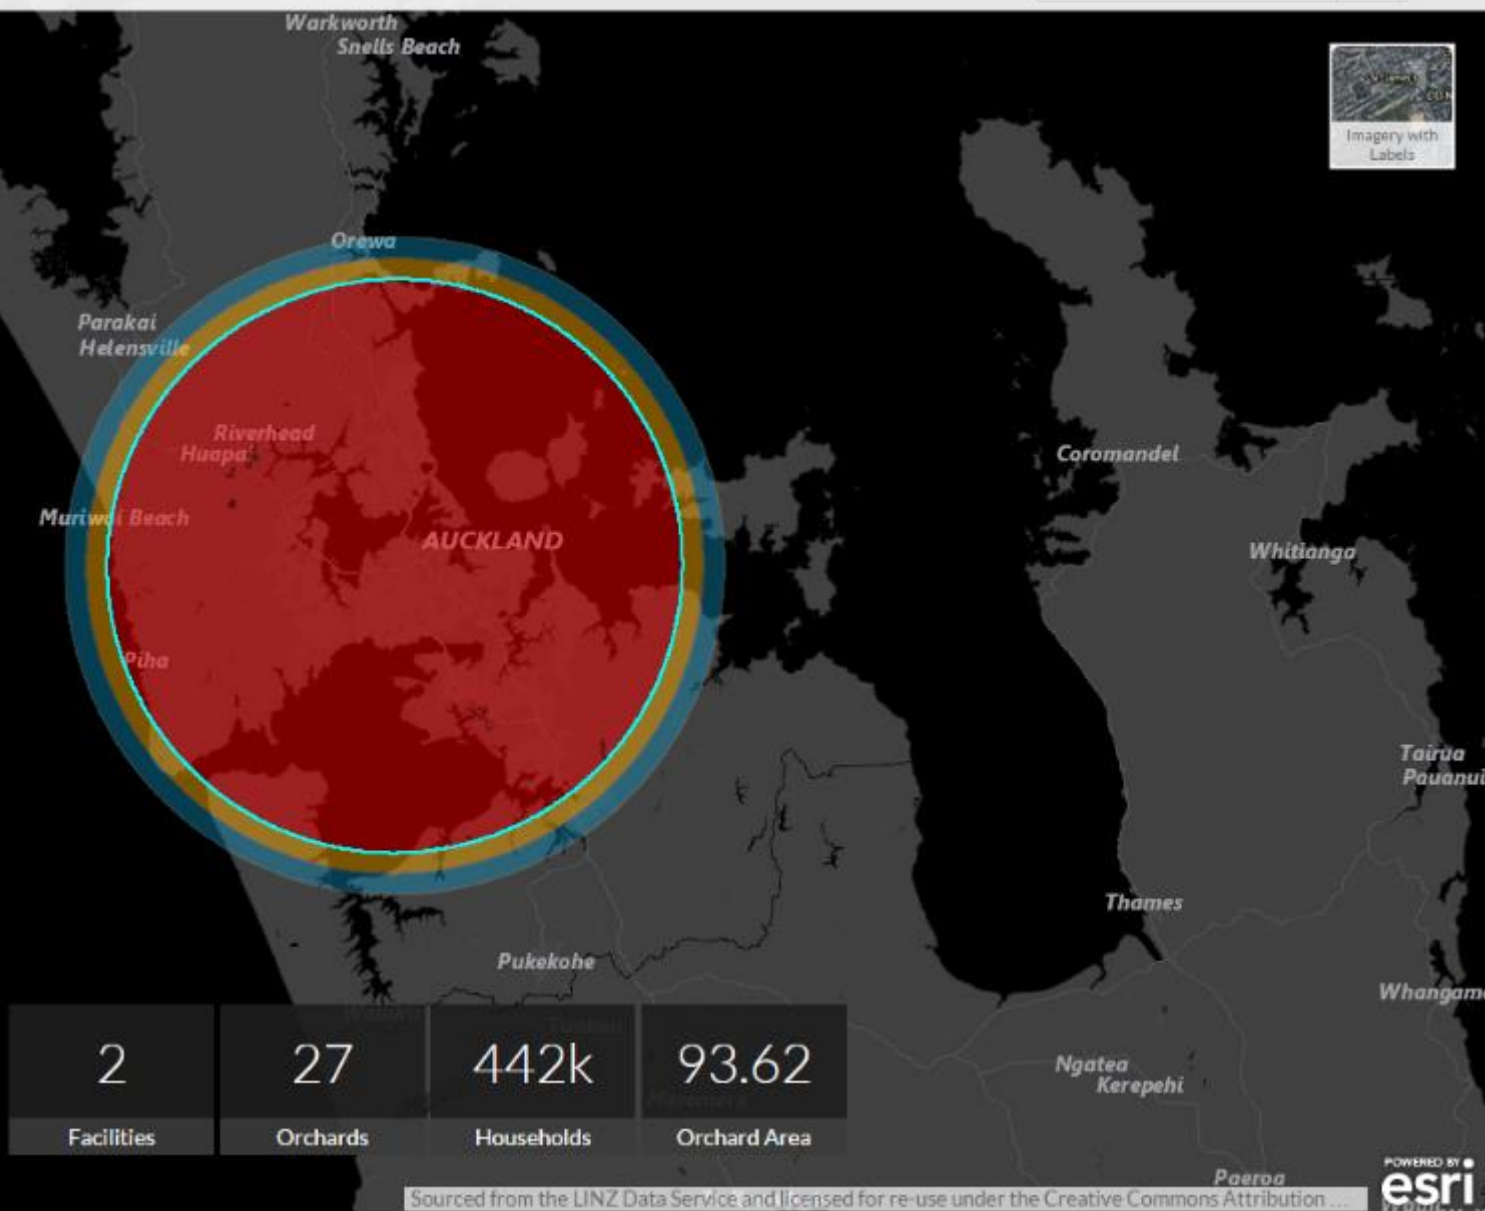 Warkworth
Snells Beach
Imagery with
Labels
Orewa
Parakai
Helensville
Riverhead
Huapai
Coromandel
Muriwai Beach
AUCKLAND
Whitianga
Piha
Tairua
Pauanui
Thames
Pukekohe
Whangam
2
27
442k
93.62
Ngatea
Kerepehi
Facilities
Orchards
Households
Orchard Area
Paeroa
POWERED BY
esri
Sourced from the LINZ Data Service and licensed for re-use under the Creative Commons Attribution ...